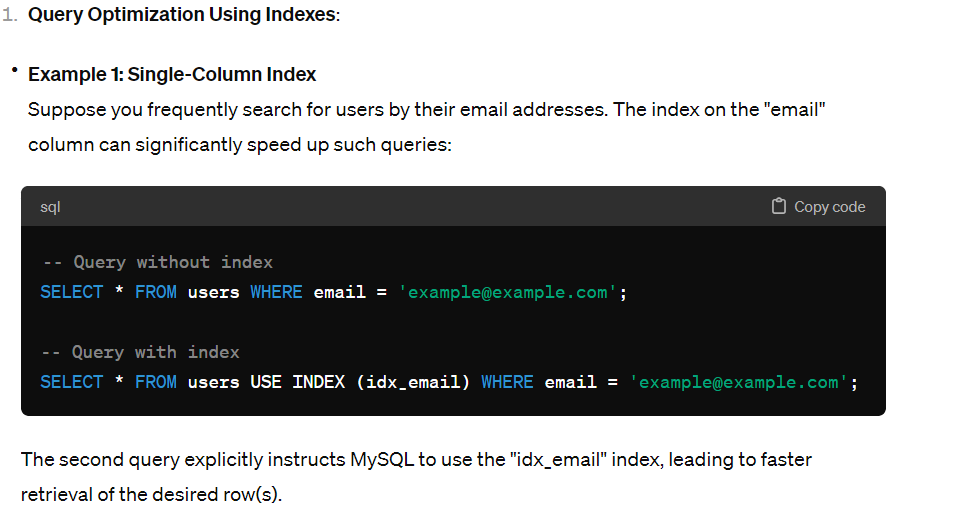 1. Query Optimization Using Indexes:
• Example 1: Single-Column Index
Suppose you frequently search for users by their email addresses. The index on the "email"
column can significantly speed up such queries:
sql Copy code
-- Query without index
SELECT * FROM users WHERE email = 'example@example.com';
-- Query with index
SELECT * FROM users USE INDEX (idx_email) WHERE email = 'example@example.com';
The second query explicitly instructs MySQL to use the "idx_email" index, leading to faster
retrieval of the desired row(s).